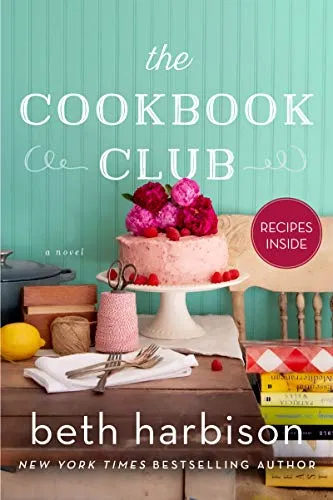 the
COOKBOOK
CLUB
a novel
RECIPES
INSIDE
beth harbison
NEW YORK TIMES BESTSELLING AUTHOR